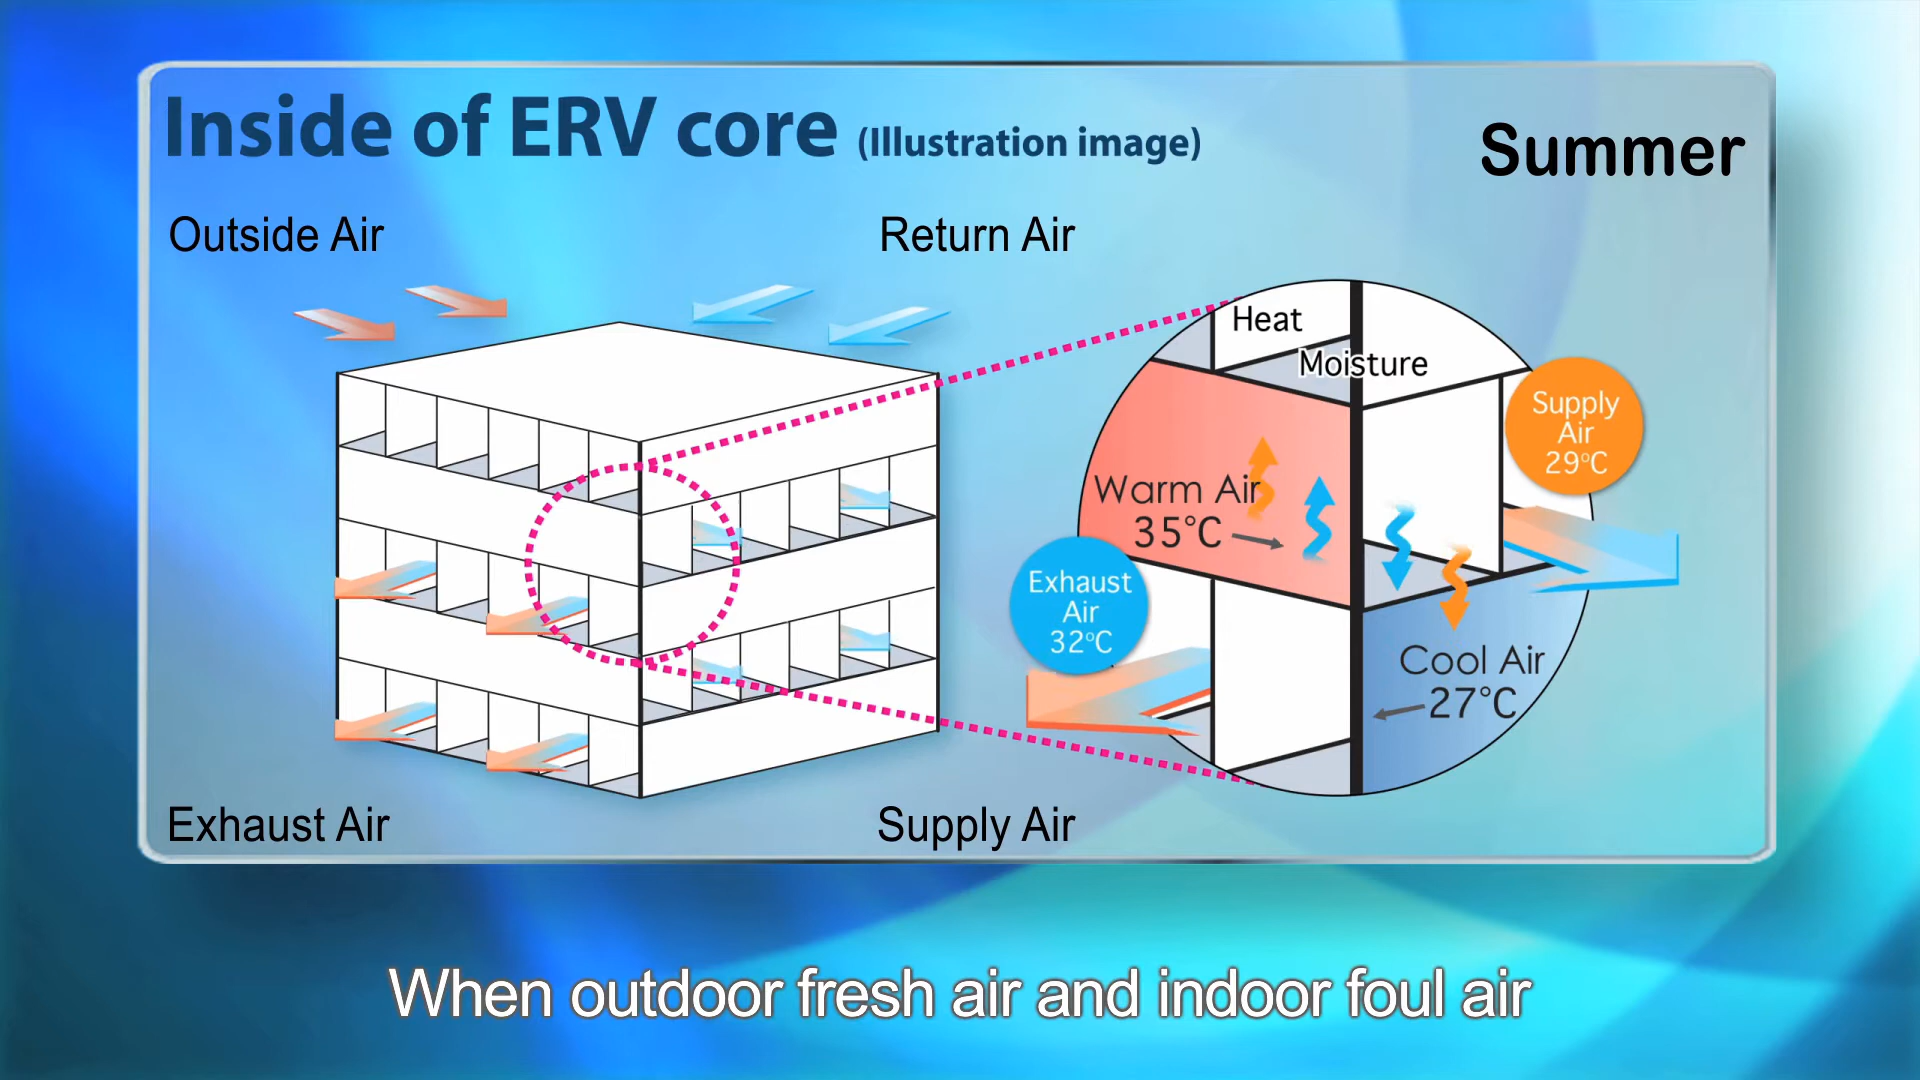 Inside of ERV core (Illustration image)
Summer
Outside Air
Return Air
Heat
Moisture
Supply
Air
29°C
Warm Air
35°C
Exhaust
Air
32°C
Cool Air
27°C
Exhaust Air
Supply Air
When outdoor fresh air and indoor foul air